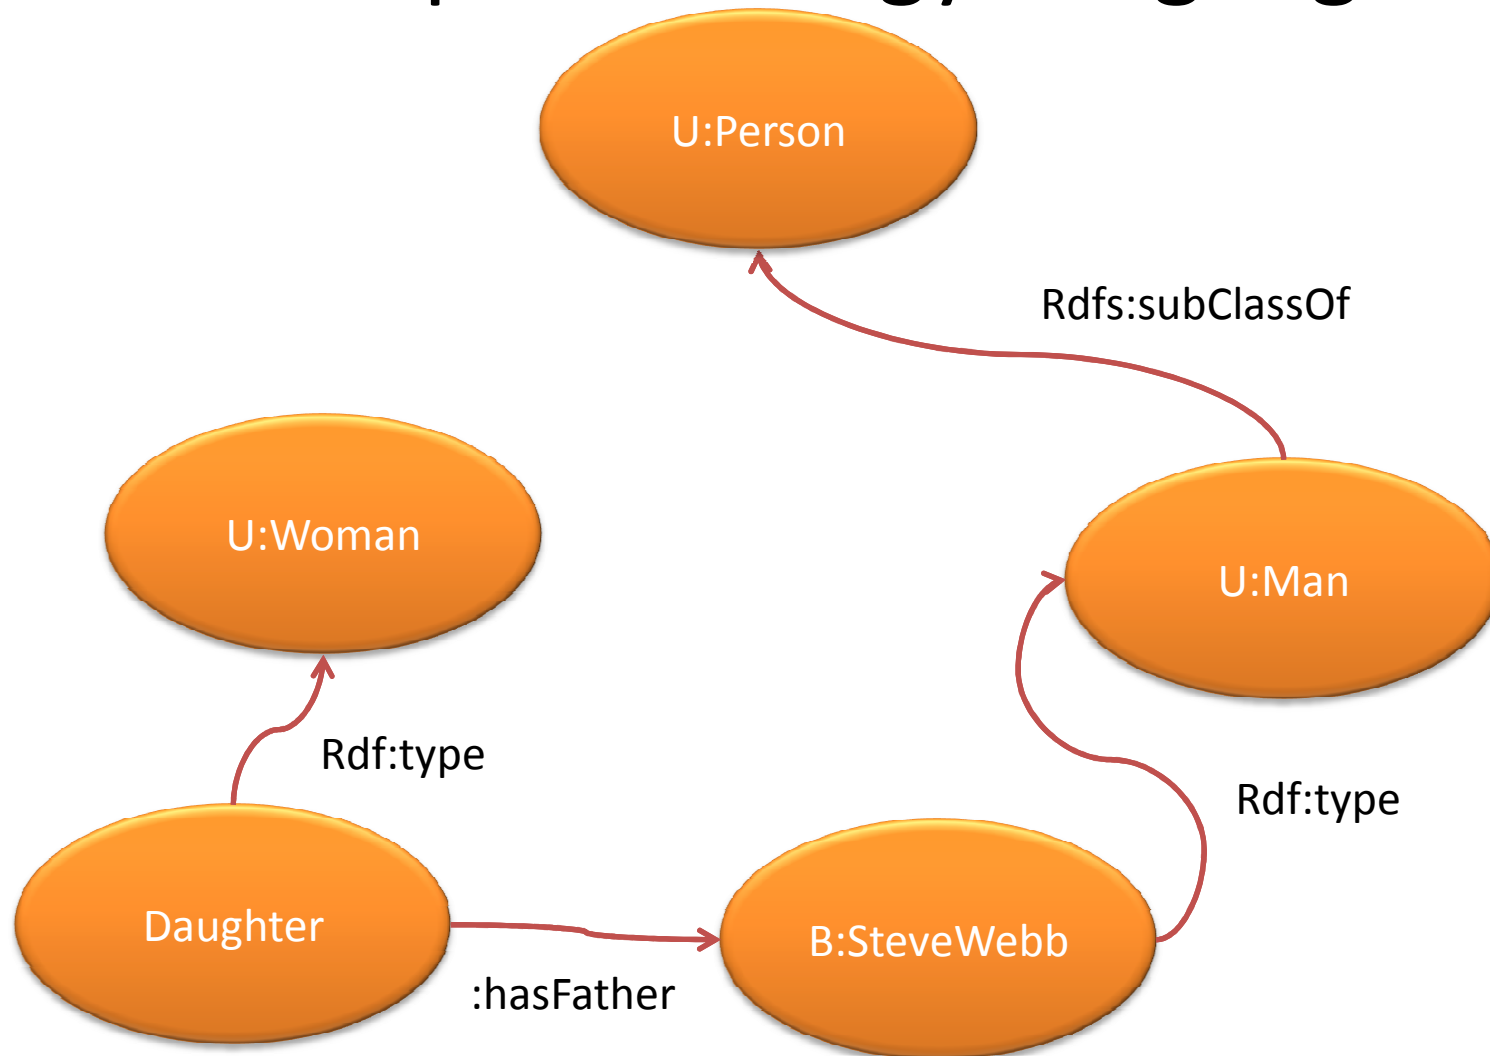 U:Person
Rdfs:subClassOf
U:Woman
U:Man
Rdf:type
Rdf:type
Daughter
B:SteveWebb
:hasFather